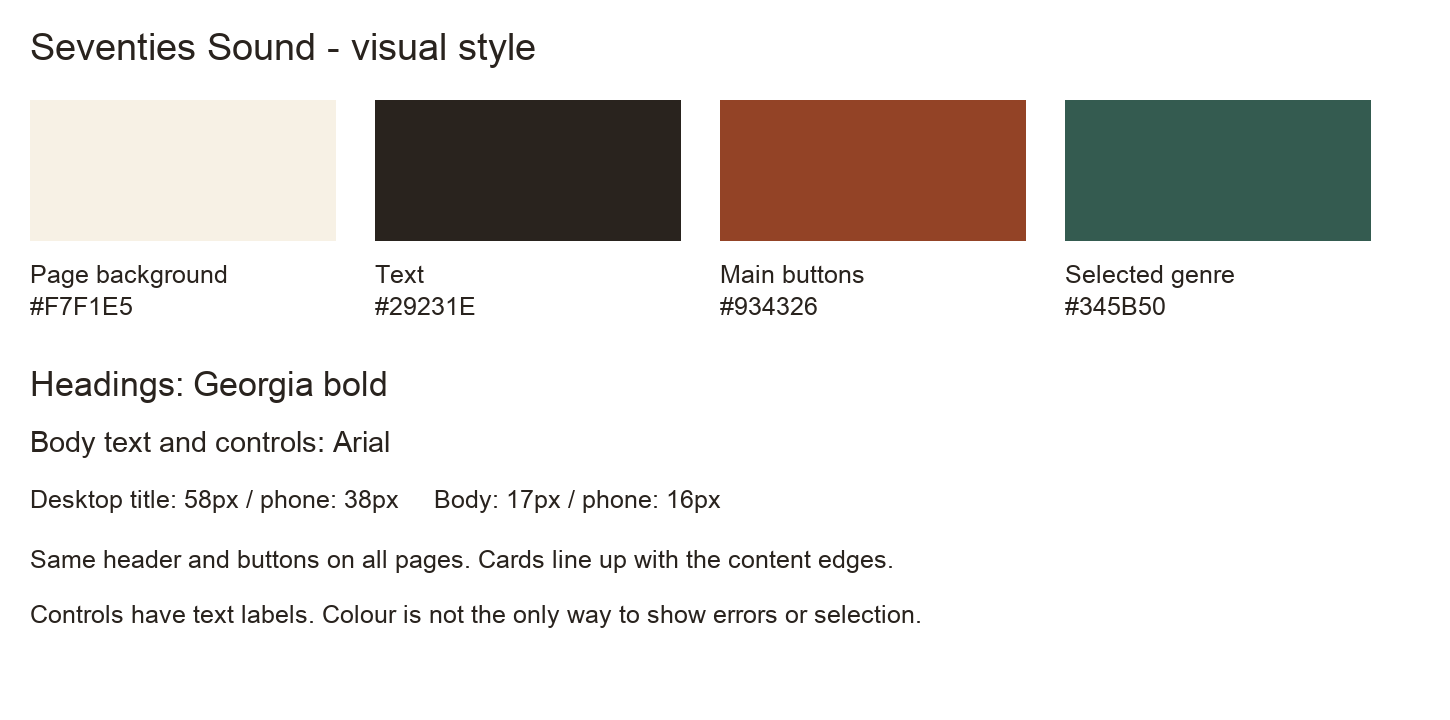 Seventies Sound - visual style
Page background
#F7F1E5
Text
#29231E
Main buttons
#934326
Selected genre
#345B50
Headings: Georgia bold
Body text and controls: Arial
Desktop title: 58px / phone: 38px
Body: 17px / phone: 16px
Same header and buttons on all pages. Cards line up with the content edges.
Controls have text labels. Colour is not the only way to show errors or selection.